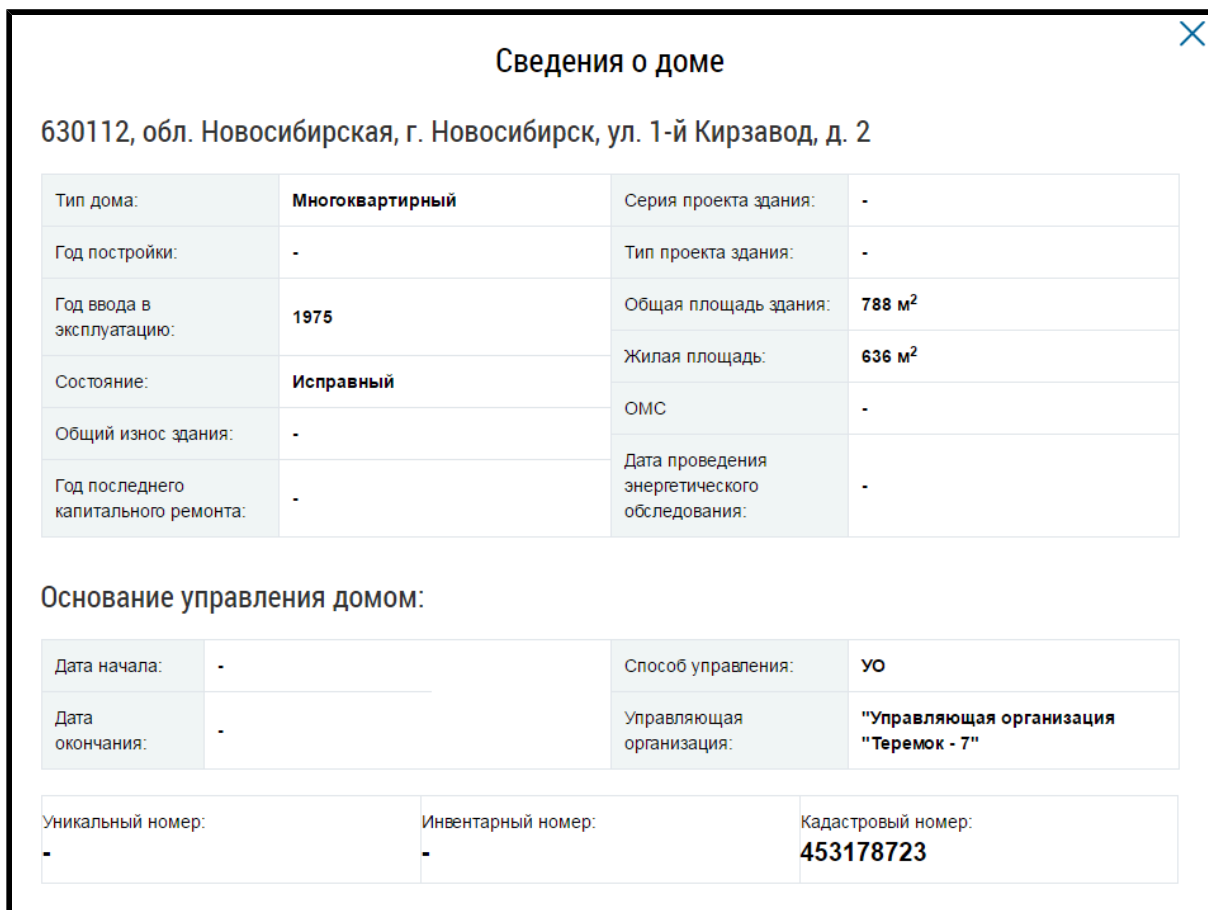 Сведения о доме
630112, обл. Новосибирская, г. Новосибирск, ул. 1-й Кирзавод, д. 2
Тип дома: Многоквартирный
Год постройки: -
Год ввода в
эксплуатацию: 1975
Состояние: Исправный
Общий износ здания: -
Год последнего
капитального ремонта: -
Серия проекта здания: -
Тип проекта здания: -
Общая площадь здания: 788 м²
Жилая площадь: 636 м²
ОМС -
Дата проведения
энергетического
обследования: -
Основание управления домом:
Дата начала: -
Дата
окончания: -
Способ управления: УО
Управляющая
организация:
"Управляющая организация
"Теремок - 7"
Уникальный номер:
-
Инвентарный номер:
-
Кадастровый номер:
453178723